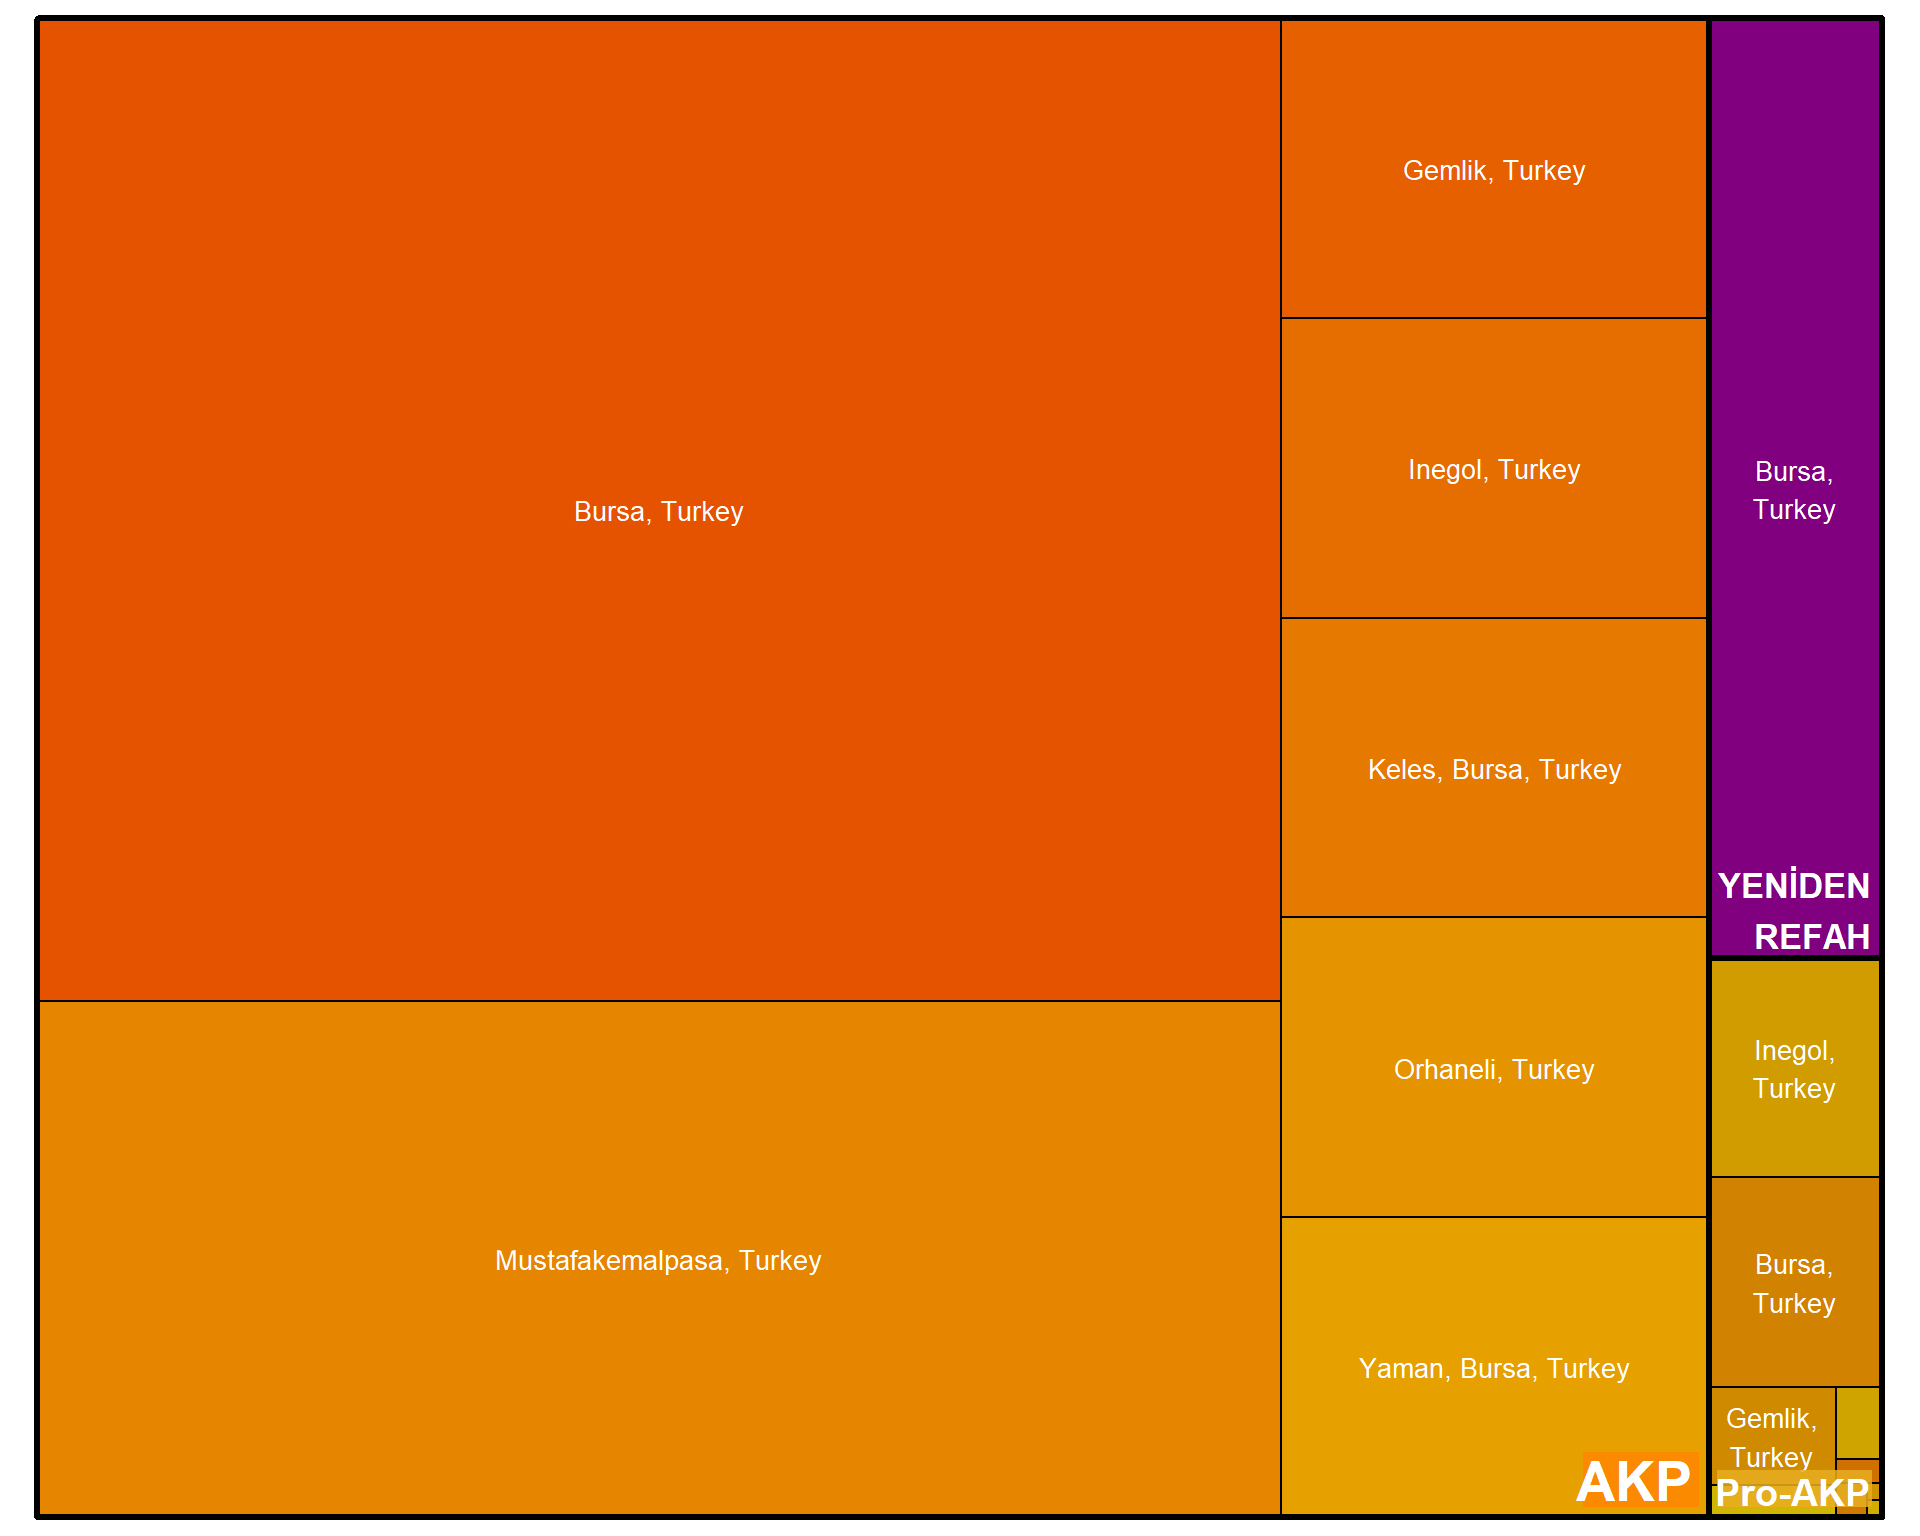 Bursa, Turkey
Mustafakemalpasa, Turkey
Gemlik, Turkey
Inegol, Turkey
Keles, Bursa, Turkey
Orhaneli, Turkey
Yaman, Bursa, Turkey
AKP
Bursa,
Turkey
YENİDEN
REFAH
Inegol,
Turkey
Bursa,
Turkey
Gemlik,
Turkey
Pro-AKP